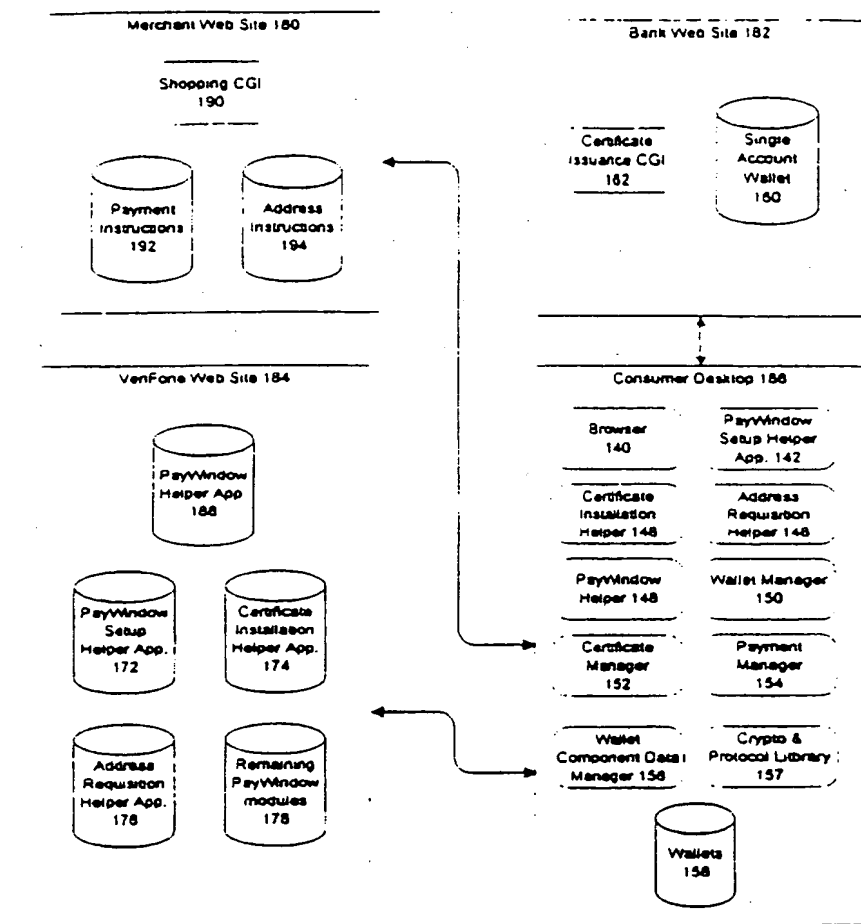 Merchant Web Site 180
Shopping CGI
190
Payment
Instructions
192
Address
Instructions
194
Bank Web Site 182
Certificate
Issuance CGI
162
Single
Account
Wallet
160
VeriFone Web Site 184
PayWindow
Helper App
188
PayWindow
Setup
Helper App.
172
Certificate
Installation
Helper App.
174
Address
Requisition
Helper App.
176
Remaining
PayWindow
modules
178
Consumer Desktop 186
Browser
140
PayWindow
Setup Helper
App. 142
Certificate
Installation
Helper 148
Address
Requisition
Helper 148
PayWindow
Helper 148
Wallet Manager
150
Certificate
Manager
152
Payment
Manager
154
Wallet
Component Data
Manager 156
Crypto &
Protocol Library
157
Wallets
158